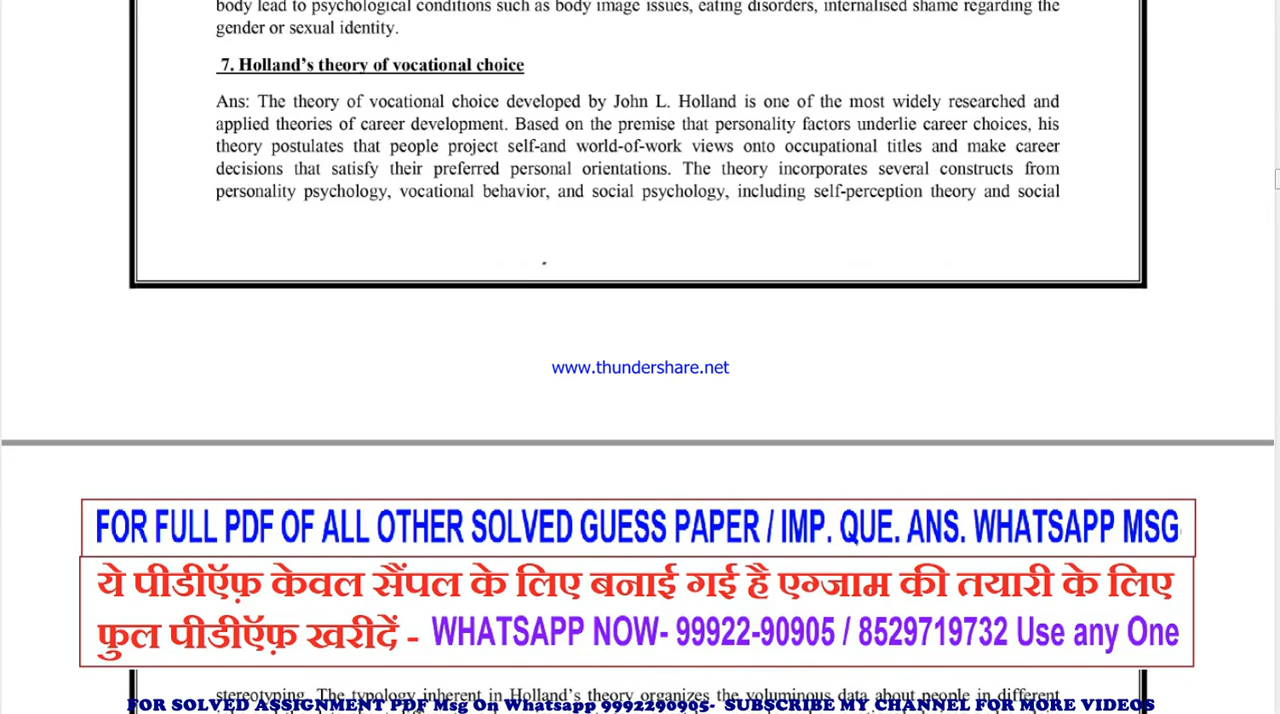 body lead to psychological conditions such as body image issues, eating disorders, internalised shame regarding the
gender or sexual identity.
7. Holland's theory of vocational choice
Ans: The theory of vocational choice developed by John L. Holland is one of the most widely researched and
applied theories of career development. Based on the premise that personality factors underlie career choices, his
theory postulates that people project self-and world-of-work views onto occupational titles and make career
decisions that satisfy their preferred personal orientations. The theory incorporates several constructs from
personality psychology, vocational behavior, and social psychology, including self-perception theory and social
www.thundershare.net
FOR FULL PDF OF ALL OTHER SOLVED GUESS PAPER / IMP. QUE. ANS. WHATSAPP MSG
ये पीडीऍफ़ केवल सैंपल के लिए बनाई गई है एग्जाम की तयारी के लिए
फुल पीडीऍफ़ खरीदें - WHATSAPP NOW- 99922-90905 / 8529719732 Use any One
stereotyping. The typology inherent in Holland's theory organizes the voluminous data about people in different
FOR SOLVED ASSIGNMENT PDF Msg On Whatsapp 9992290905- SUBSCRIBE MY CHANNEL FOR MORE VIDEOS